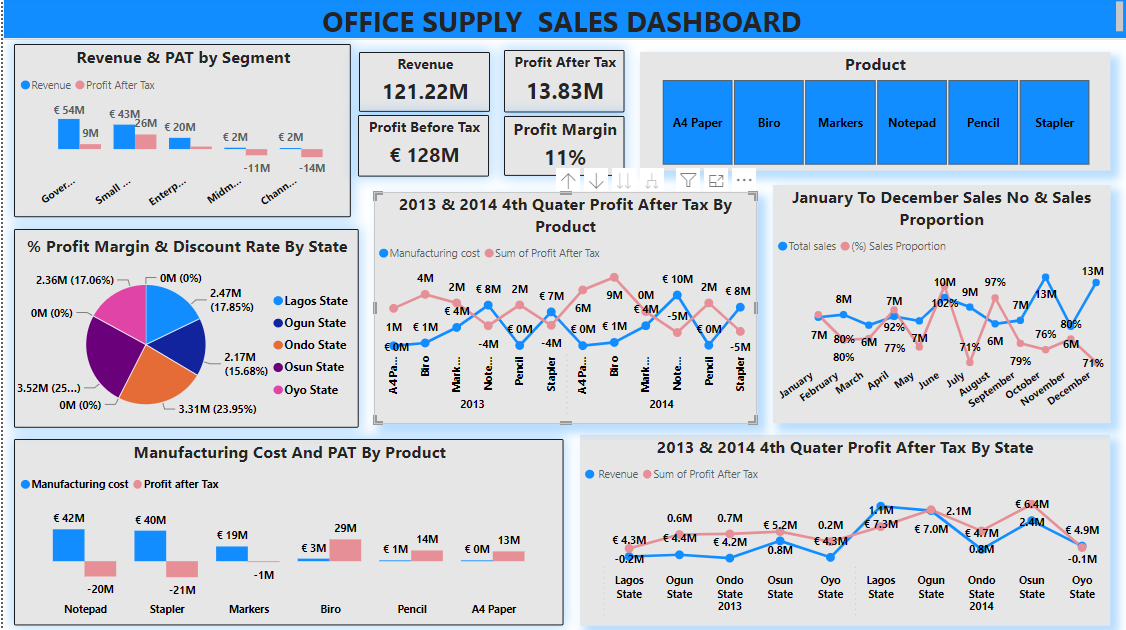 OFFICE SUPPLY  SALES DASHBOARD
Revenue & PAT by Segment
Revenue Profit After Tax
€ 54M
9M
€ 43M
26M
€ 20M
€ 2M
-11M
€ 2M
-14M
Gover...
Small ...
Enterp...
Midm...
Chann...
Revenue
121.22M
Profit After Tax
13.83M
Profit Before Tax
€ 128M
Profit Margin
11%
Product
A4 Paper
Biro
Markers
Notepad
Pencil
Stapler
% Profit Margin & Discount Rate By State
2.36M (17.06%)
0M (0%)
2.47M
(17.85%)
0M (0%)
2.17M
(15.68%)
3.52M (25...)
0M (0%)
3.31M (23.95%)
Lagos State
Ogun State
Ondo State
Osun State
Oyo State
2013 & 2014 4th Quater Profit After Tax By
Product
Manufacturing cost Sum of Profit After Tax
1M
€ 0M
4M
€ 1M
2M
€ 4M
€ 8M
-4M
2M
€ 0M
€ 7M
-4M
6M
€ 0M
9M
€ 1M
0M
€ 4M
€ 10M
-5M
2M
€ 0M
€ 8M
-5M
A4 Pa...
Biro
Mark...
Note...
Pencil
Stapler
A4 Pa...
Biro
Mark...
Note...
Pencil
Stapler
2013
2014
January To December Sales No & Sales
Proportion
Total sales (%) Sales Proportion
7M
8M
80%
80%
6M
7M
92%
77%
7M
10M
102%
9M
71%
97%
6M
7M
79%
13M
76%
80%
6M
13M
71%
January
February
March
April
May
June
July
August
September
October
November
December
Manufacturing Cost And PAT By Product
Manufacturing cost Profit after Tax
€ 42M
-20M
€ 40M
-21M
€ 19M
-1M
€ 3M
29M
€ 1M
14M
€ 0M
13M
Notepad
Stapler
Markers
Biro
Pencil
A4 Paper
2013 & 2014 4th Quater Profit After Tax By State
Revenue Sum of Profit After Tax
€ 4.3M
-0.2M
0.6M
€ 4.4M
0.7M
€ 4.2M
€ 5.2M
0.8M
0.2M
€ 4.3M
1.1M
€ 7.3M
2.1M
€ 7.0M
€ 4.7M
0.8M
€ 6.4M
2.4M
€ 4.9M
-0.1M
Lagos State
Ogun State
Ondo State
Osun State
Oyo State
Lagos State
Ogun State
Ondo State
Osun State
Oyo State
2013
2014